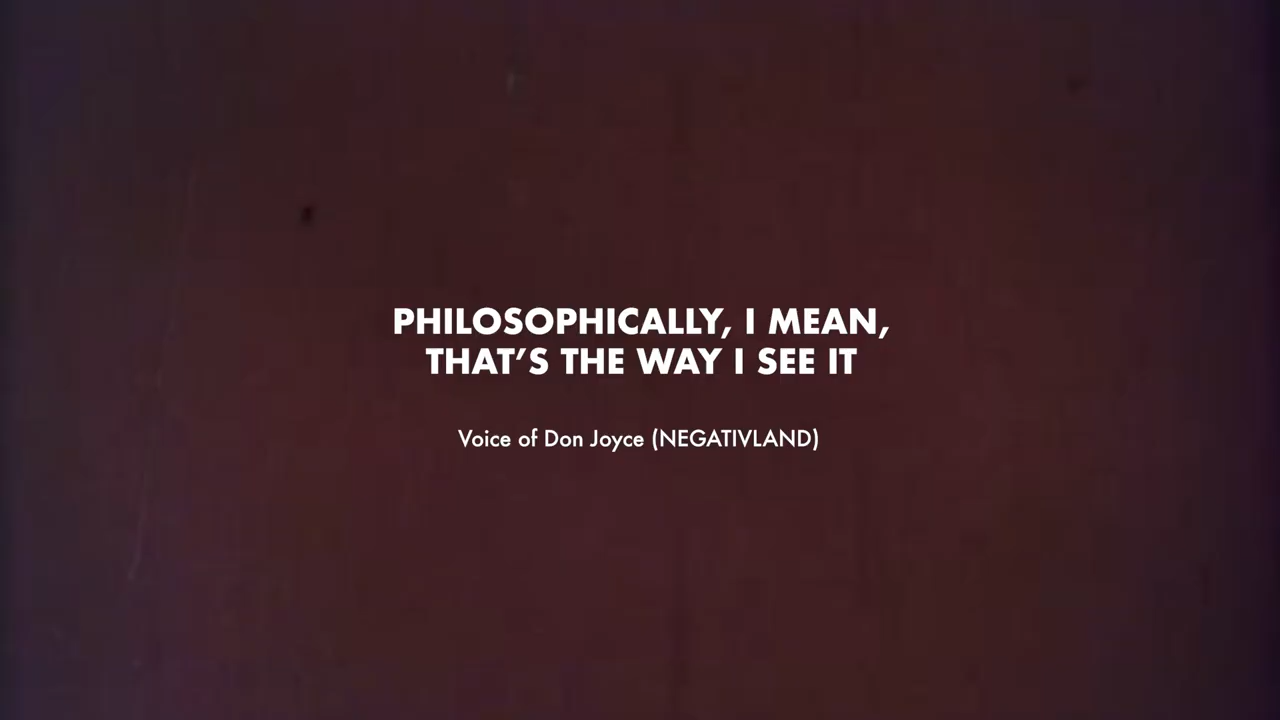 PHILOSOPHICALLY, I MEAN,
THAT’S THE WAY I SEE IT
Voice of Don Joyce (NEGATIVLAND)